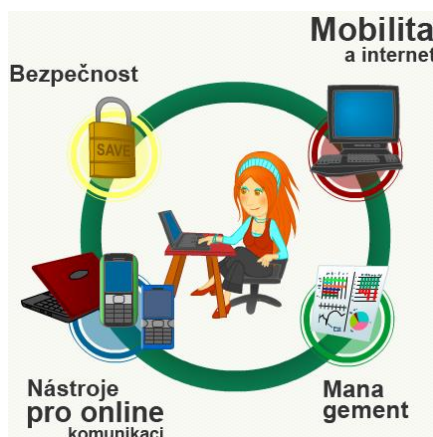 Mobilita
a internet
Bezpečnost
SAVE
Nástroje
pro online
komunikaci
Mana
gement